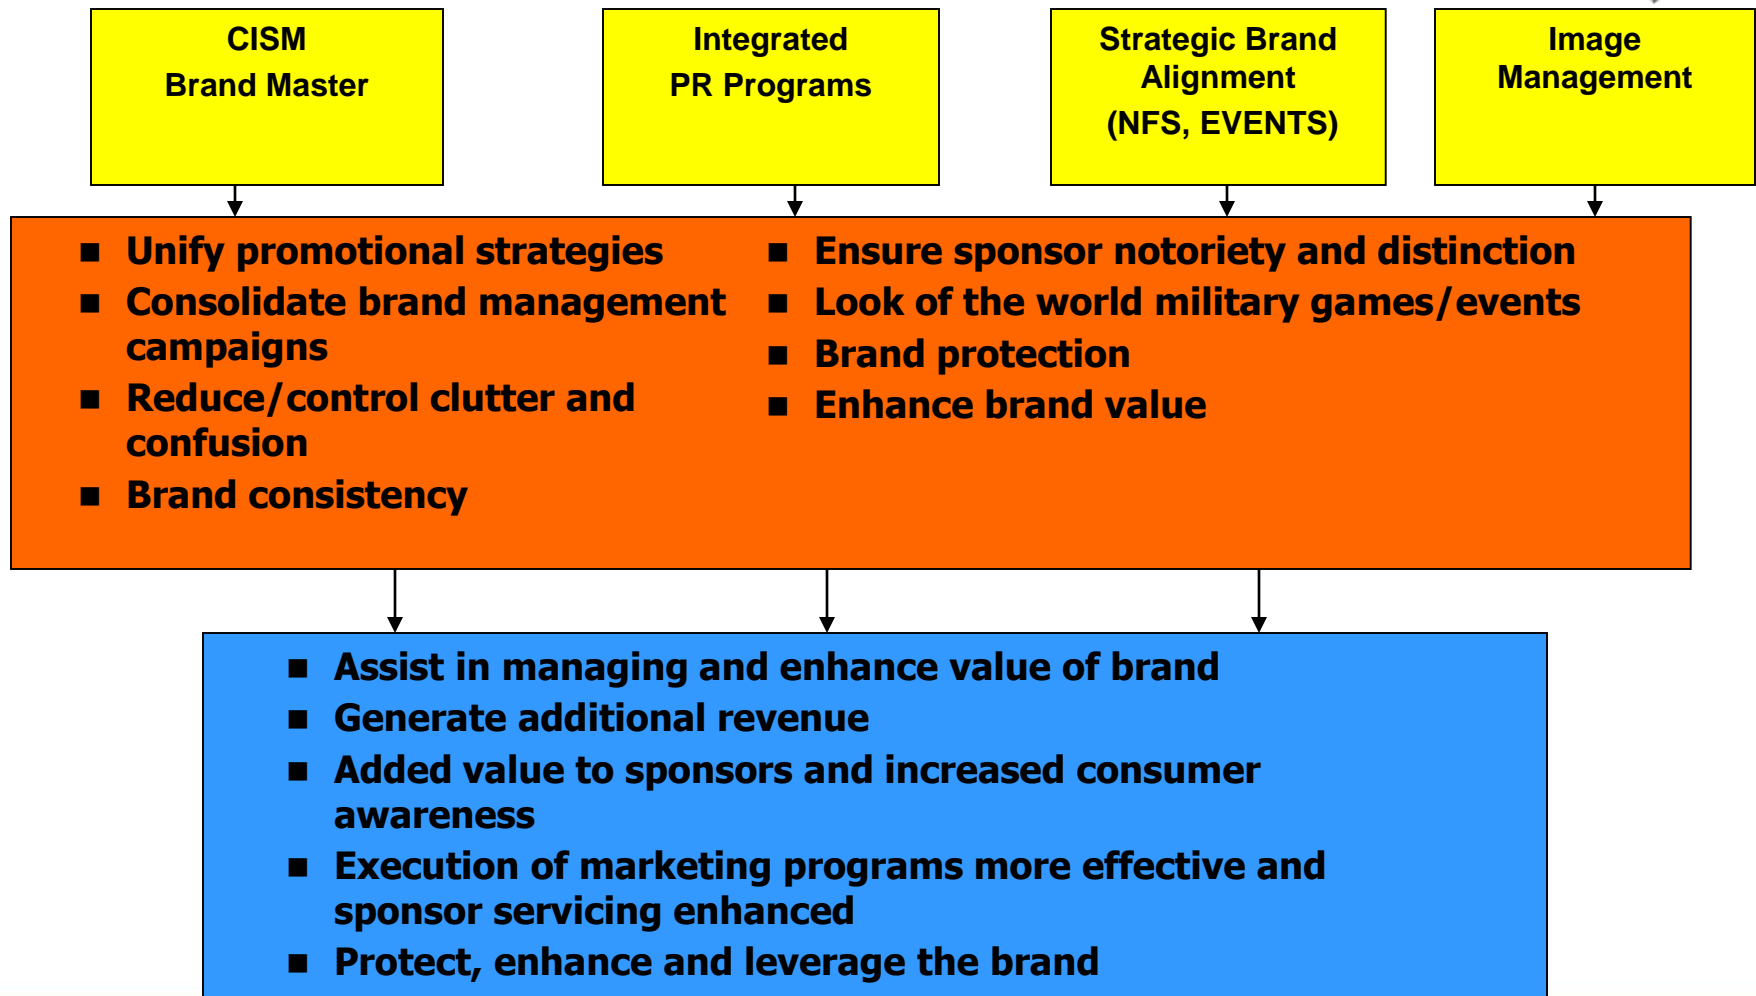 CISM
Brand Master
Integrated
PR Programs
Strategic Brand
Alignment
(NFS, EVENTS)
Image
Management
■ Unify promotional strategies
■ Consolidate brand management
campaigns
■ Reduce/control clutter and
confusion
■ Brand consistency
■ Ensure sponsor notoriety and distinction
■ Look of the world military games/events
■ Brand protection
■ Enhance brand value
■ Assist in managing and enhance value of brand
■ Generate additional revenue
■ Added value to sponsors and increased consumer
awareness
■ Execution of marketing programs more effective and
sponsor servicing enhanced
■ Protect, enhance and leverage the brand